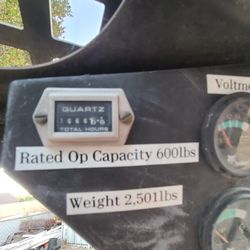 QUARTZ
TOTAL HOURS
Voltme
Rated Op Capacity 600lbs
Weight 2,501lbs